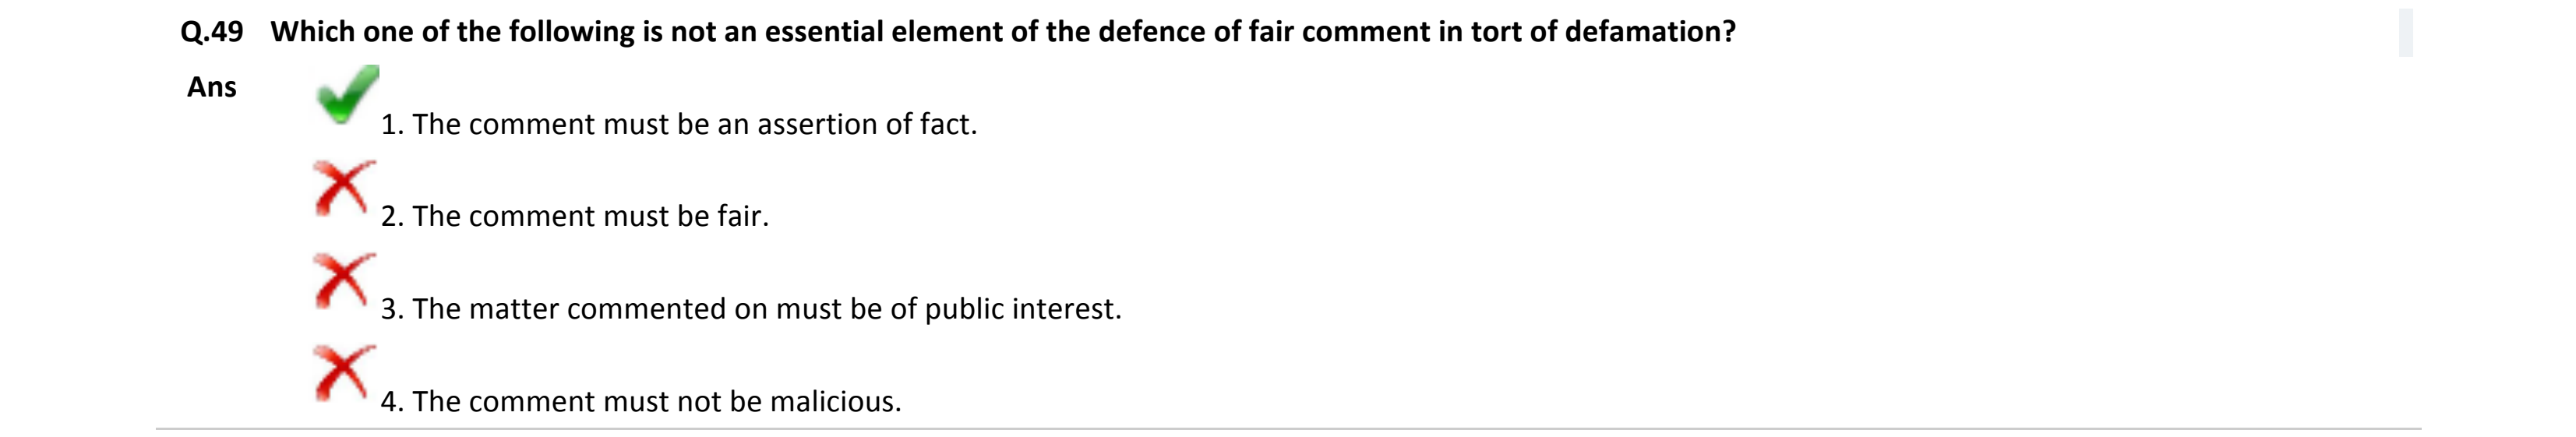 Q.49 Which one of the following is not an essential element of the defence of fair comment in tort of defamation?
Ans
1. The comment must be an assertion of fact.
2. The comment must be fair.
3. The matter commented on must be of public interest.
4. The comment must not be malicious.